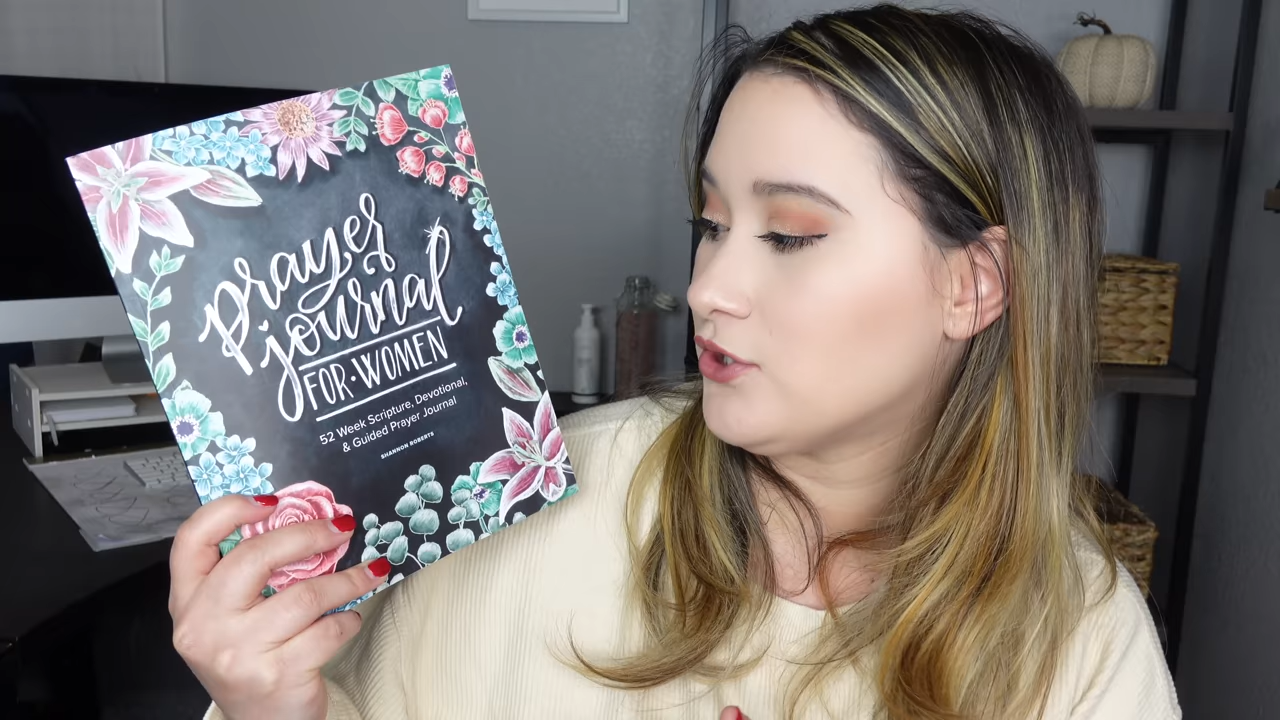 prayer
journal
FOR·WOMEN
52 Week Scripture, Devotional,
& Guided Prayer Journal
SHANNON ROBERTS